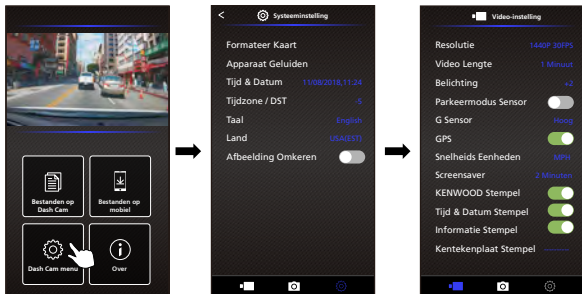 Bestanden op
Dash Cam
Bestanden op
mobiel
Dash Cam menu
Over
< Systeeminstelling
Formateer Kaart
Apparaat Geluiden
Tijd & Datum 11/08/2018,11:24
Tijdzone / DST -5
Taal English
Land USA(EST)
Afbeelding Omkeren
Video-instelling
Resolutie 1440P 30FPS
Video Lengte 1 Minuut
Belichting +2
Parkeermodus Sensor
G Sensor Hoog
GPS
Snelheids Eenheden MPH
Screensaver 2 Minuten
KENWOOD Stempel
Tijd & Datum Stempel
Informatie Stempel
Kentekenplaat Stempel --------